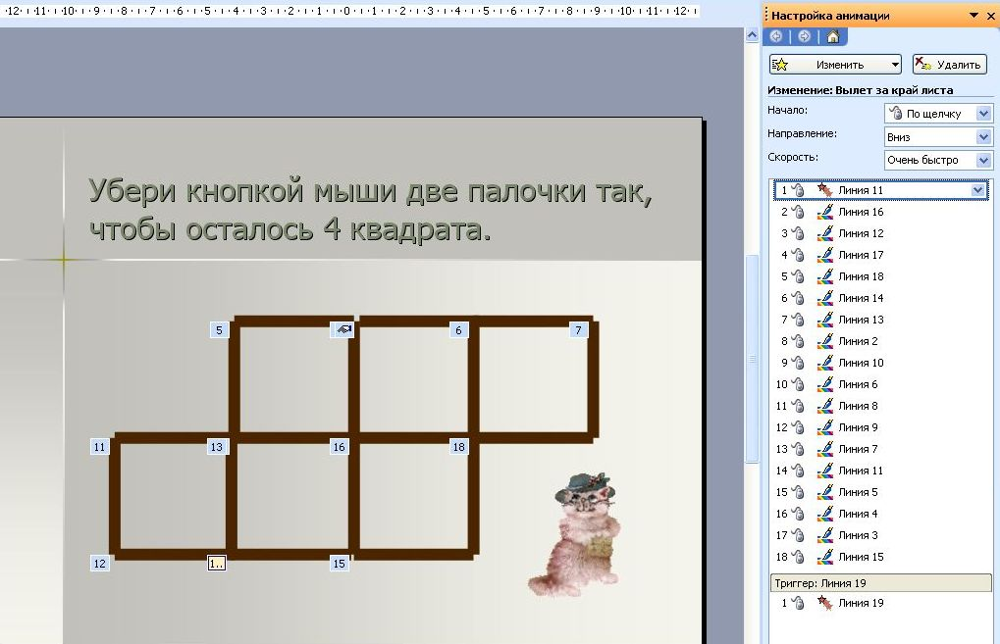 ·12·ı·11·ı·10·ı·9·ı·8·ı·7·ı·6·ı·5·ı·4·ı·3·ı·2·ı·1·ı·0·ı·1·ı·2·ı·3·ı·4·ı·5·ı·6·ı·7·ı·8·ı·9·ı·10·ı·11·ı·12·ı
Настройка анимации
Изменить Удалить
Изменение: Вылет за край листа
Начало: По щелчку
Направление: Вниз
Скорость: Очень быстро
1 Линия 11
2 Линия 16
3 Линия 12
4 Линия 17
5 Линия 18
6 Линия 14
7 Линия 13
8 Линия 2
9 Линия 10
10 Линия 6
11 Линия 8
12 Линия 9
13 Линия 7
14 Линия 11
15 Линия 5
16 Линия 4
17 Линия 3
18 Линия 15
Триггер: Линия 19
1 Линия 19
Убери кнопкой мыши две палочки так,
чтобы осталось 4 квадрата.
5 6 7
11 13 16 18
12 1.. 15